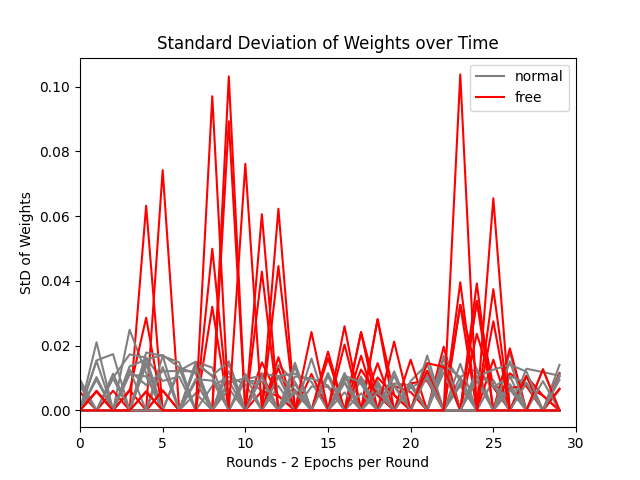 Standard Deviation of Weights over Time
normal
free
StD of Weights
0.10
0.08
0.06
0.04
0.02
0.00
0 5 10 15 20 25 30
Rounds - 2 Epochs per Round